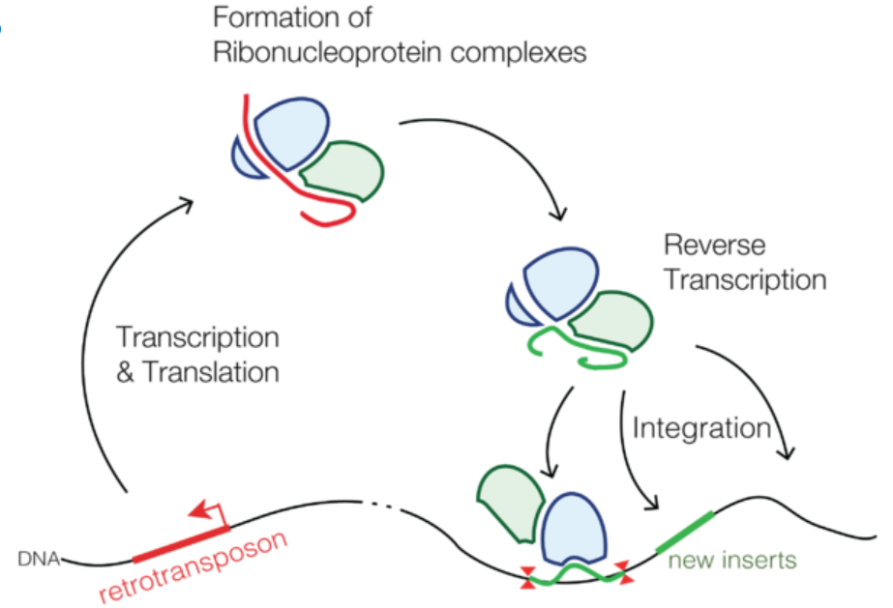 Formation of
Ribonucleoprotein complexes
Reverse
Transcription
Transcription
& Translation
Integration
DNA
retrotransposon
new inserts